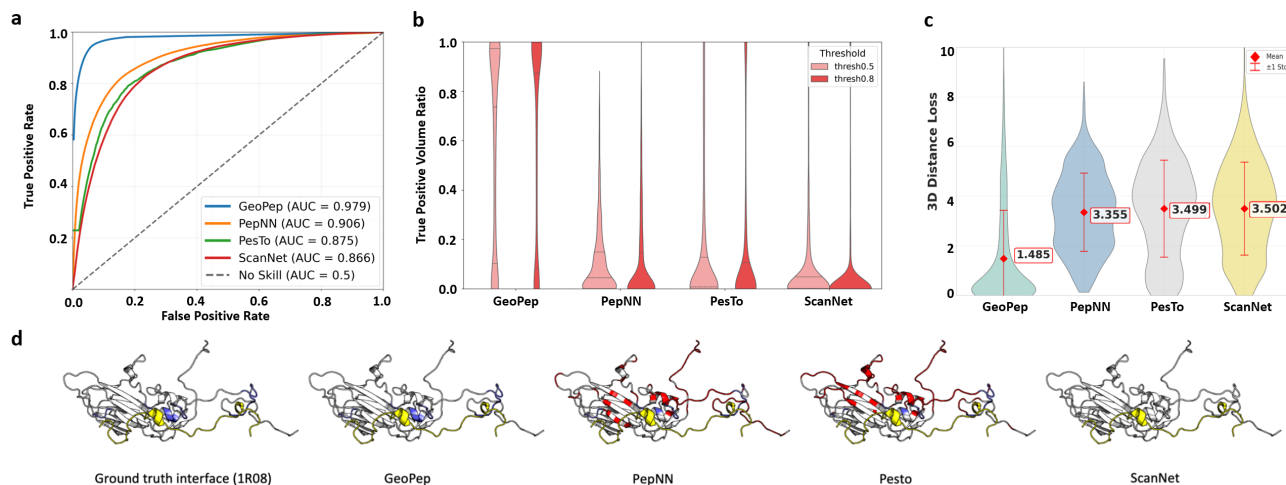 a
1.0
0.8
0.6
0.4
0.2
0.0
0.4
0.6
0.8
1.0
True Positive Rate
False Positive Rate
GeoPep (AUC = 0.979)
PepNN (AUC = 0.906)
PesTo (AUC = 0.875)
ScanNet (AUC = 0.866)
No Skill (AUC = 0.5)
b
1.0
0.8
0.6
0.4
0.2
0.0
True Positive Volume Ratio
Threshold
thresh0.5
thresh0.8
GeoPep
PepNN
PesTo
ScanNet
c
10
8
6
4
2
0
3D Distance Loss
Mean
±1 Std
1.485
3.355
3.499
3.502
GeoPep
PepNN
PesTo
ScanNet
d
Ground truth interface (1R08)
GeoPep
PepNN
Pesto
ScanNet